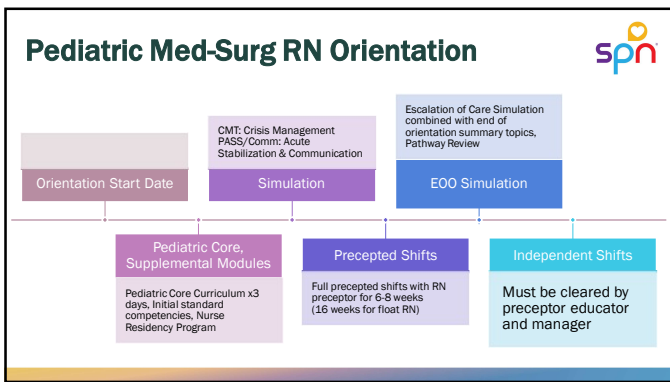 Pediatric Med-Surg RN Orientation
spn
Orientation Start Date
Pediatric Core,
Supplemental Modules
Pediatric Core Curriculum x3
days, Initial standard
competencies, Nurse
Residency Program
CMT: Crisis Management
PASS/Comm: Acute
Stabilization & Communication
Simulation
Precepted Shifts
Full precepted shifts with RN
preceptor for 6-8 weeks
(16 weeks for float RN)
Escalation of Care Simulation
combined with end of
orientation summary topics,
Pathway Review
EOO Simulation
Independent Shifts
Must be cleared by
preceptor educator
and manager